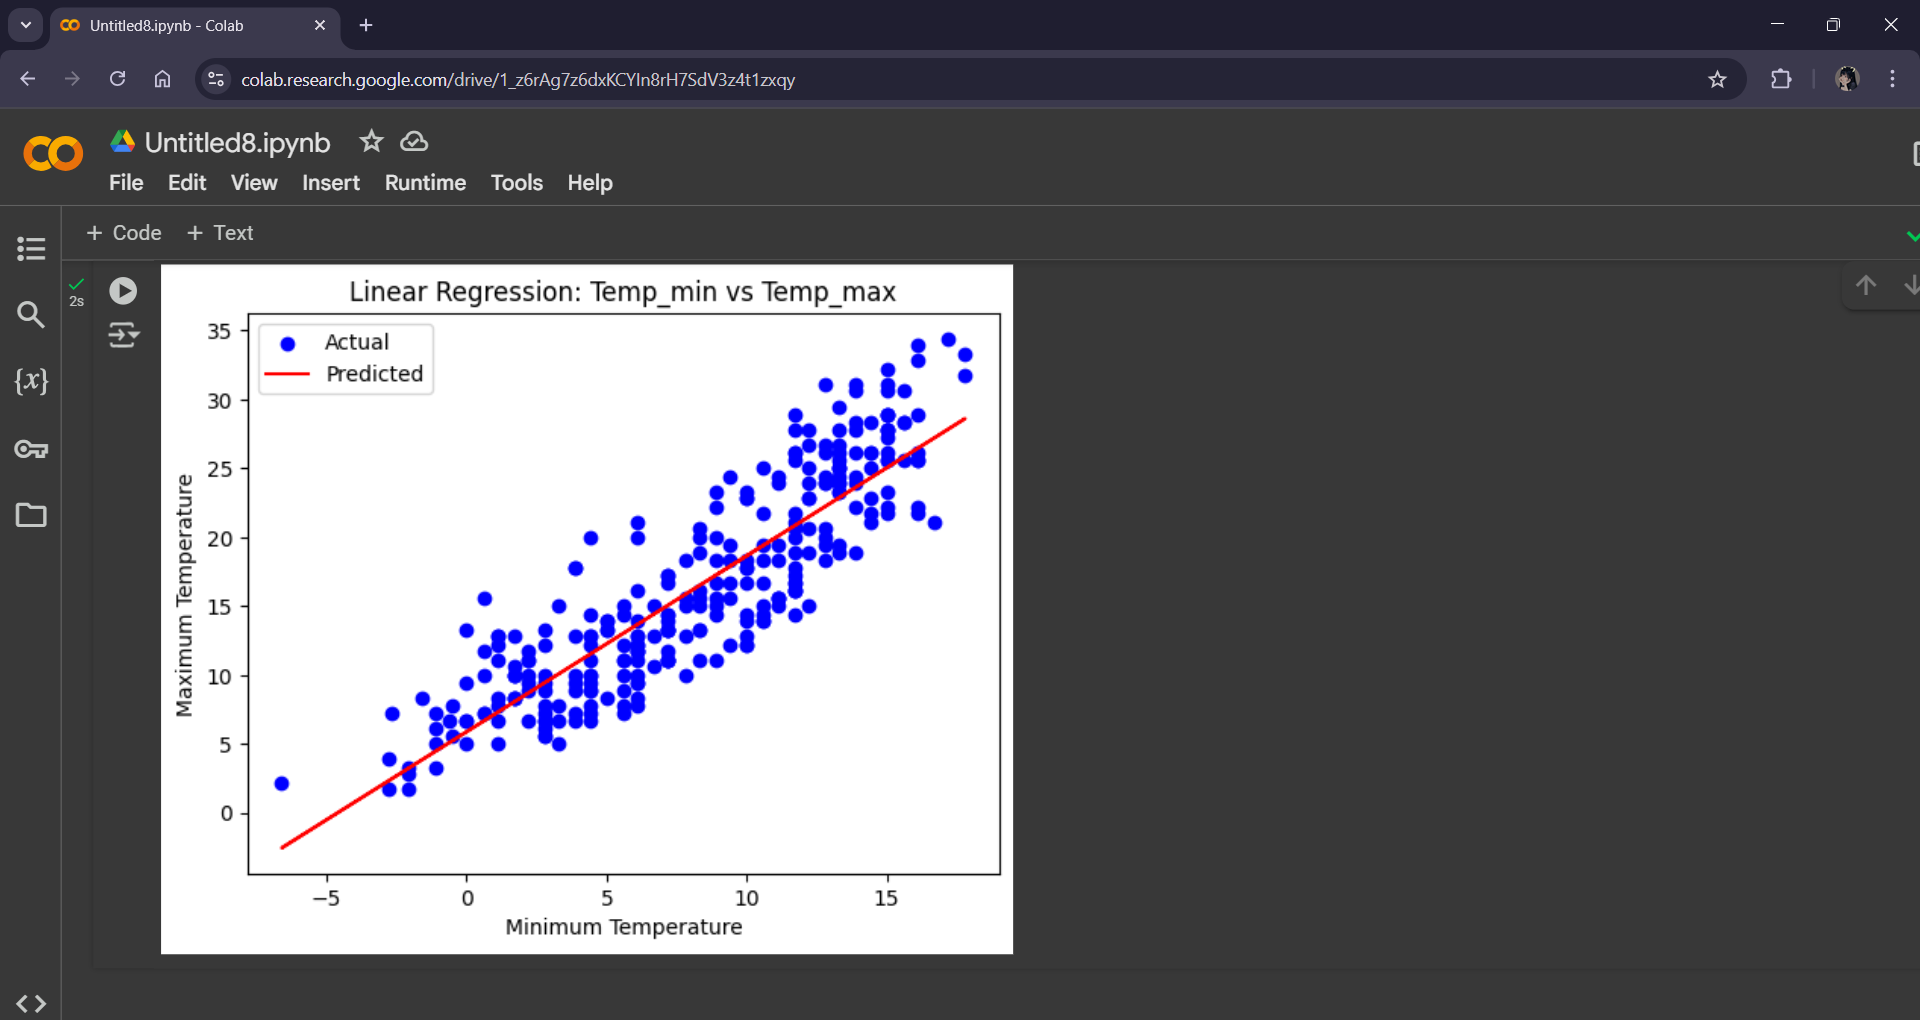 Untitled8.ipynb - Colab
colab.research.google.com/drive/1_z6rAg7z6dxKCYIn8rH7SdV3z4t1zxqy
Untitled8.ipynb
File Edit View Insert Runtime Tools Help
+ Code + Text
2s
{x}
Linear Regression: Temp_min vs Temp_max
Actual
Predicted
35
30
25
20
15
10
5
0
Maximum Temperature
−5 0 5 10 15
Minimum Temperature